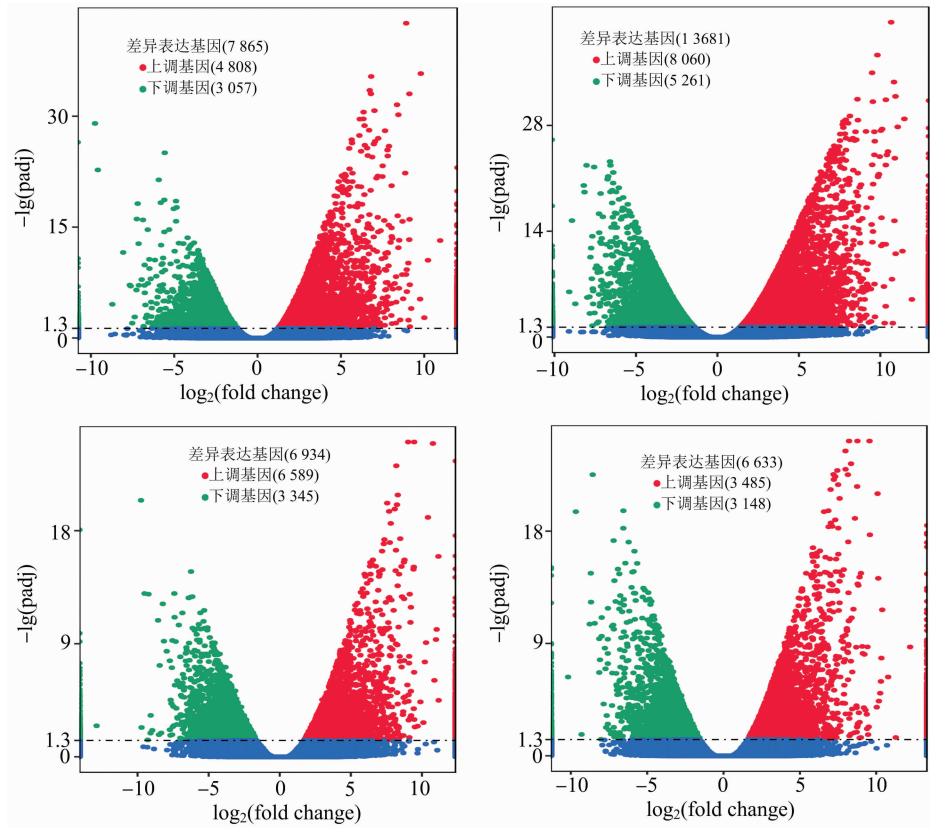 差异表达基因(7 865)
上调基因(4 808)
下调基因(3 057)
30
15
1.3
0
−lg(padj)
−10 −5 0 5 10
log₂(fold change)
差异表达基因(1 3681)
上调基因(8 060)
下调基因(5 261)
28
14
1.3
0
−lg(padj)
−10 −5 0 5 10
log₂(fold change)
差异表达基因(6 934)
上调基因(6 589)
下调基因(3 345)
18
9
1.3
0
−lg(padj)
−10 −5 0 5 10
log₂(fold change)
差异表达基因(6 633)
上调基因(3 485)
下调基因(3 148)
18
9
1.3
0
−lg(padj)
−10 −5 0 5 10
log₂(fold change)